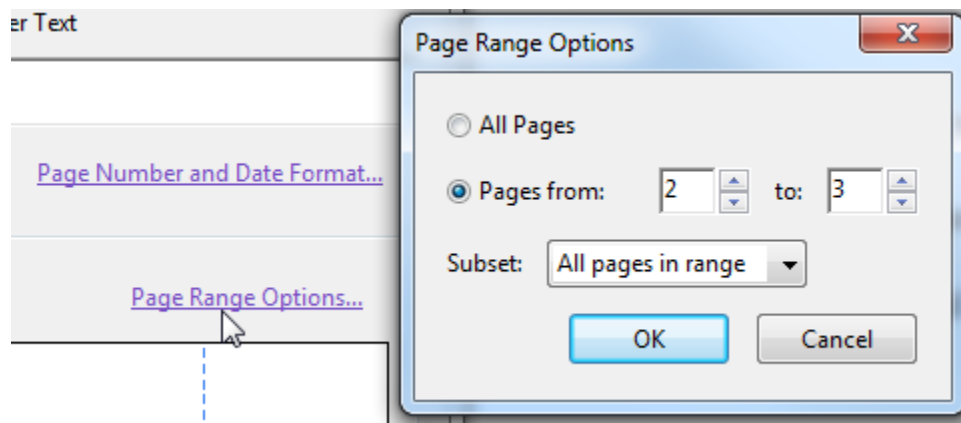 er Text
Page Number and Date Format...
Page Range Options...
Page Range Options
All Pages
Pages from: 2 to: 3
Subset: All pages in range
OK Cancel